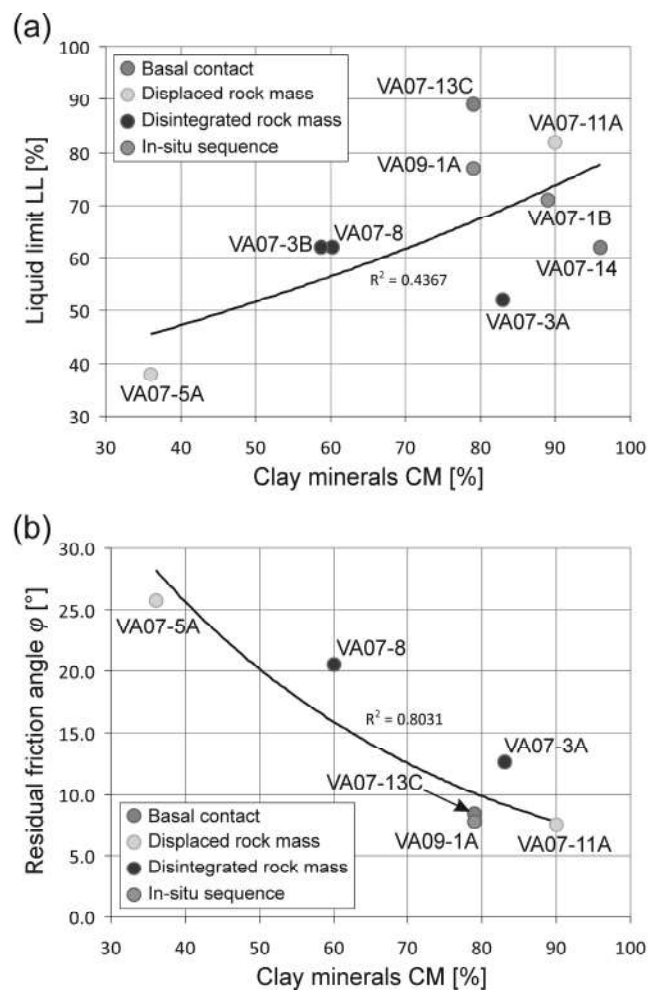 (a)
100
90
80
70
60
50
40
30
Liquid limit LL [%]
Basal contact
Displaced rock mass
Disintegrated rock mass
In-situ sequence
VA07-13C
VA07-11A
VA09-1A
VA07-3B
VA07-8
VA07-1B
VA07-14
R² = 0.4367
VA07-3A
VA07-5A
30 40 50 60 70 80 90 100
Clay minerals CM [%]
(b)
30.0
25.0
20.0
15.0
10.0
5.0
0.0
Residual friction angle φ [°]
VA07-5A
VA07-8
R² = 0.8031
VA07-3A
VA07-13C
VA09-1A
VA07-11A
Basal contact
Displaced rock mass
Disintegrated rock mass
In-situ sequence
30 40 50 60 70 80 90 100
Clay minerals CM [%]